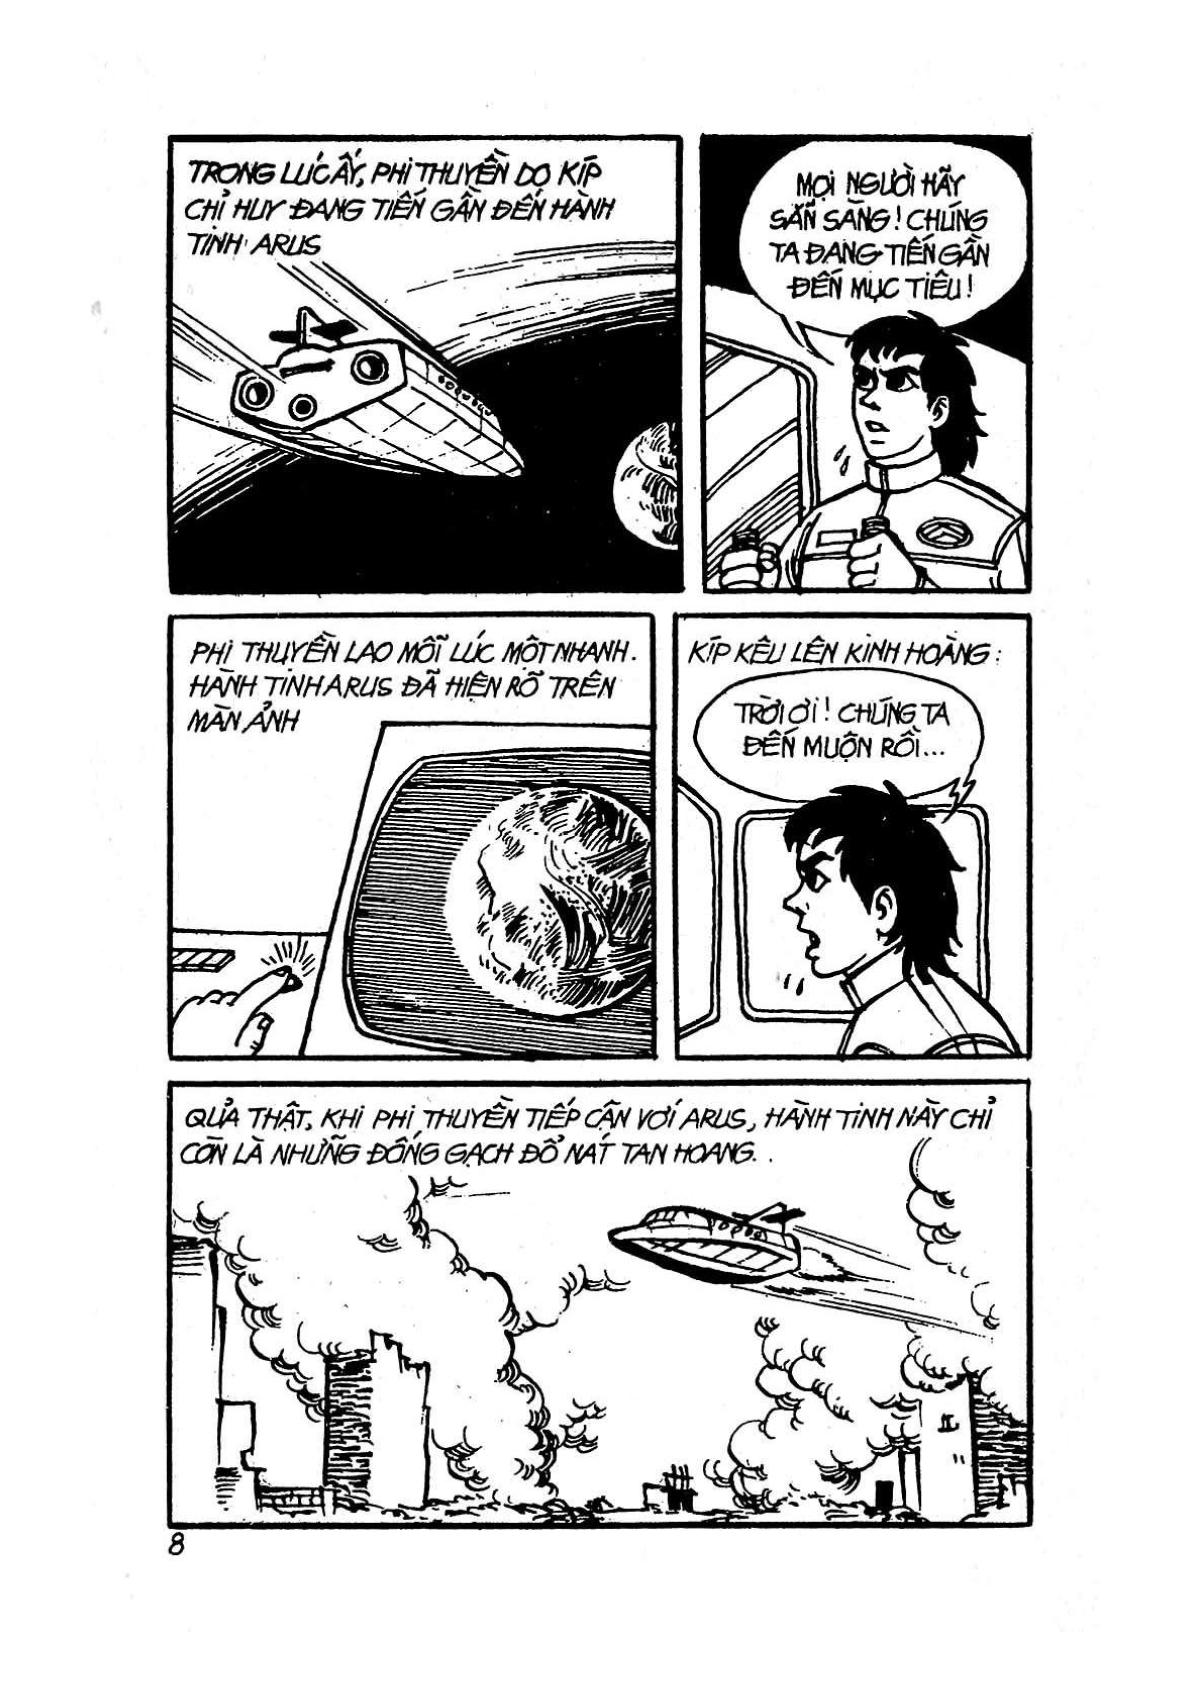 TRONG LÚC ẤY, PHI THUYỀN DO KÍP
CHỈ HUY ĐANG TIẾN GẦN ĐẾN HÀNH
TINH ARUS
MỌI NGƯỜI HÃY
SẴN SÀNG! CHÚNG
TA ĐANG TIẾN GẦN
ĐẾN MỤC TIÊU!
PHI THUYỀN LAO MỖI LÚC MỘT NHANH.
HÀNH TINH ARUS ĐÃ HIỆN RÕ TRÊN
MÀN ẢNH
KÍP KÊU LÊN KINH HOÀNG:
TRỜI ƠI! CHÚNG TA
ĐẾN MUỘN RỒI...
QUẢ THẬT, KHI PHI THUYỀN TIẾP CẬN VỚI ARUS, HÀNH TINH NÀY CHỈ
CÒN LÀ NHỮNG ĐỐNG GẠCH ĐỔ NÁT TAN HOANG..
8